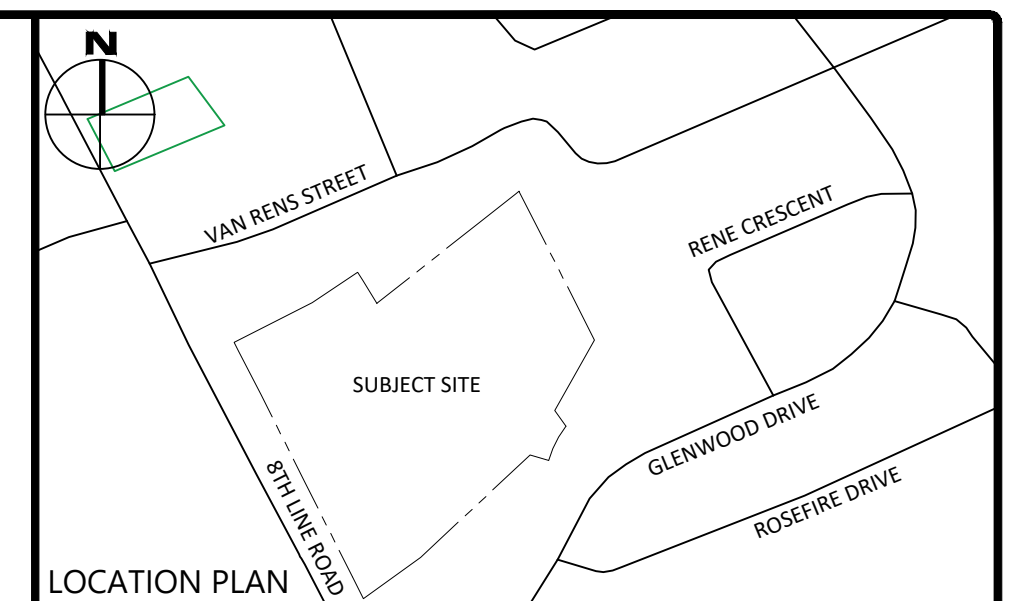 N
VAN RENS STREET
RENE CRESCENT
SUBJECT SITE
GLENWOOD DRIVE
8TH LINE ROAD
ROSEFIRE DRIVE
LOCATION PLAN